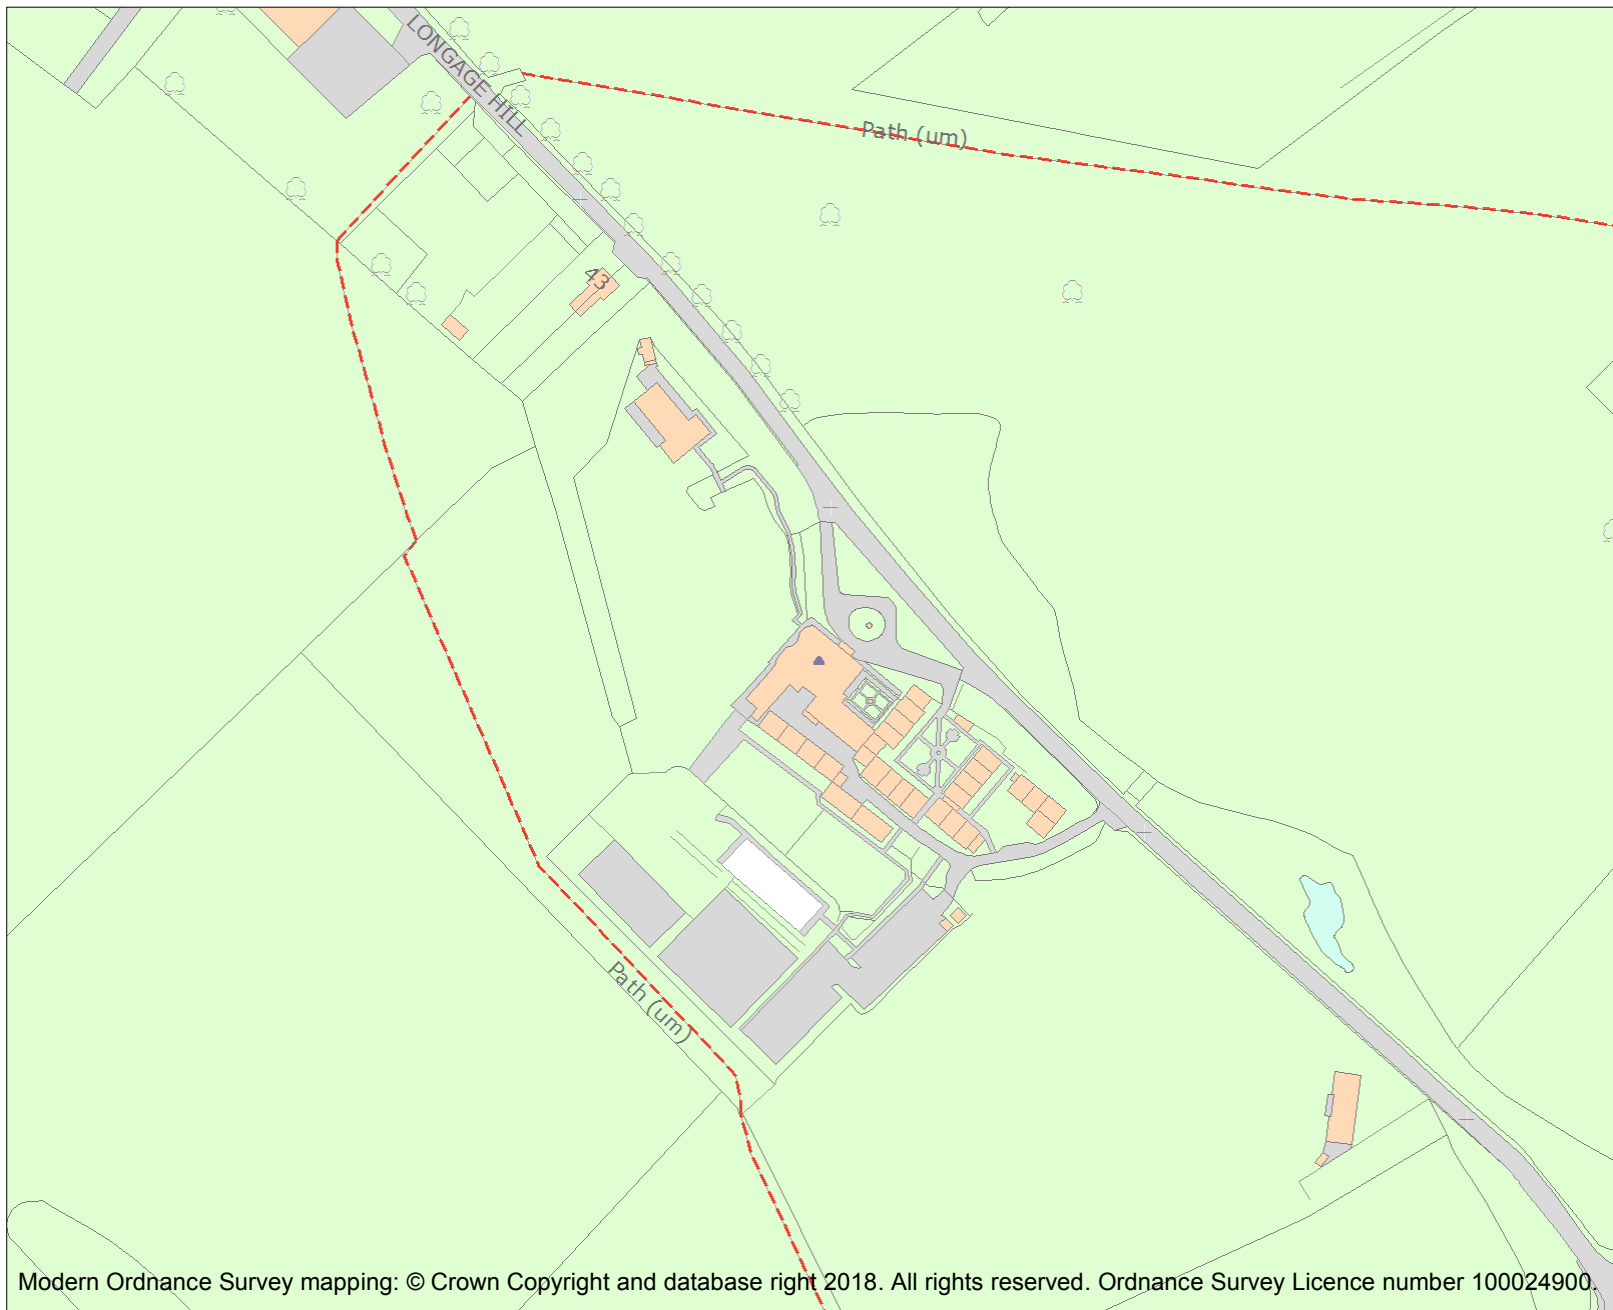 LONGAGE HILL
Path (um)
43
Path (um)
Modern Ordnance Survey mapping: © Crown Copyright and database right 2018. All rights reserved. Ordnance Survey Licence number 100024900.